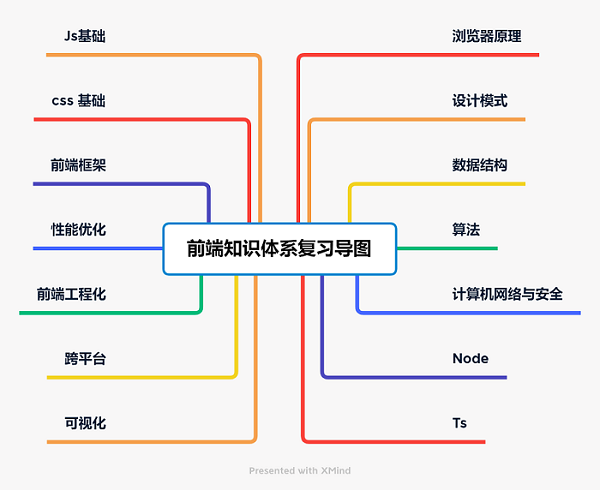 Js基础
css 基础
前端框架
性能优化
前端工程化
跨平台
可视化
前端知识体系复习导图
浏览器原理
设计模式
数据结构
算法
计算机网络与安全
Node
Ts
Presented with XMind